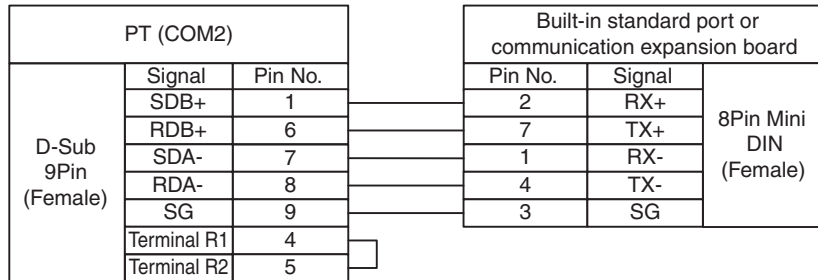 PT (COM2)
Built-in standard port or
communication expansion board
Signal Pin No. Pin No. Signal
SDB+ 1 2 RX+
RDB+ 6 7 TX+
SDA- 7 1 RX-
RDA- 8 4 TX-
SG 9 3 SG
Terminal R1 4
Terminal R2 5
D-Sub
9Pin
(Female)
8Pin Mini
DIN
(Female)